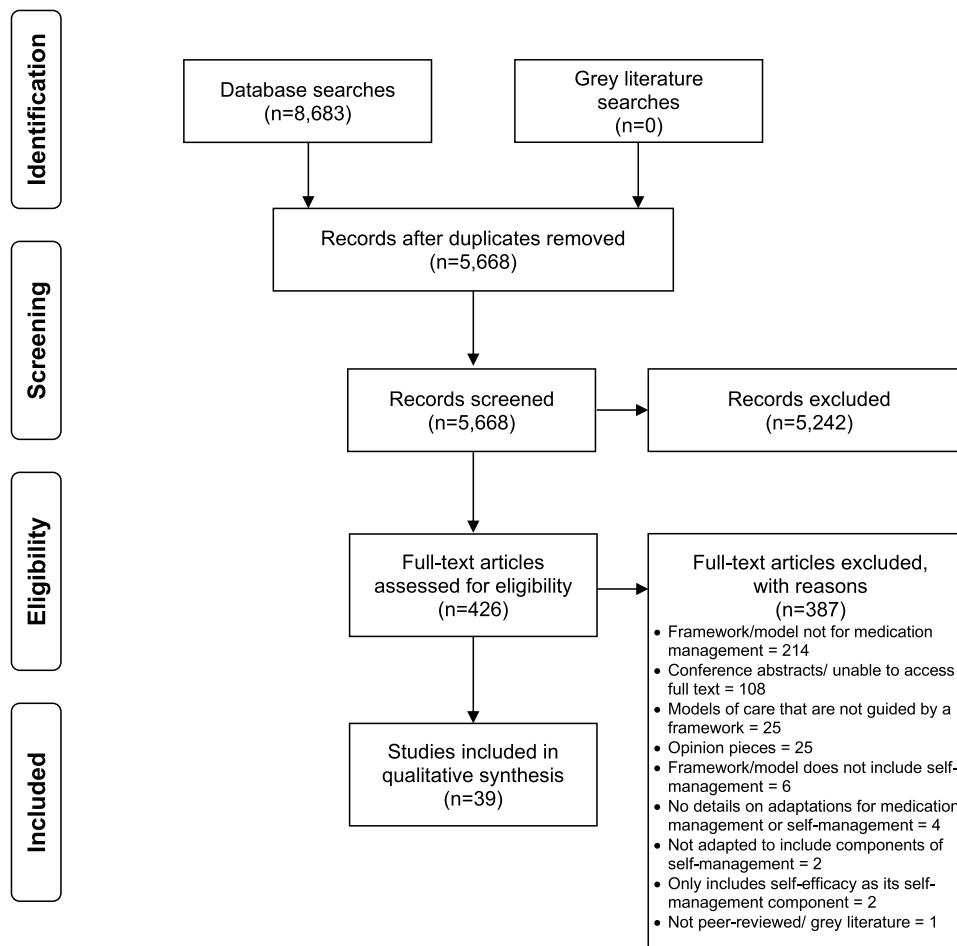 Identification
Database searches
(n=8,683)
Grey literature
searches
(n=0)
Records after duplicates removed
(n=5,668)
Screening
Records screened
(n=5,668)
Records excluded
(n=5,242)
Eligibility
Full-text articles
assessed for eligibility
(n=426)
Full-text articles excluded,
with reasons
(n=387)
• Framework/model not for medication
management = 214
• Conference abstracts/ unable to access
full text = 108
• Models of care that are not guided by a
framework = 25
• Opinion pieces = 25
• Framework/model does not include self-
management = 6
• No details on adaptations for medication
management or self-management = 4
• Not adapted to include components of
self-management = 2
• Only includes self-efficacy as its self-
management component = 2
• Not peer-reviewed/ grey literature = 1
Included
Studies included in
qualitative synthesis
(n=39)